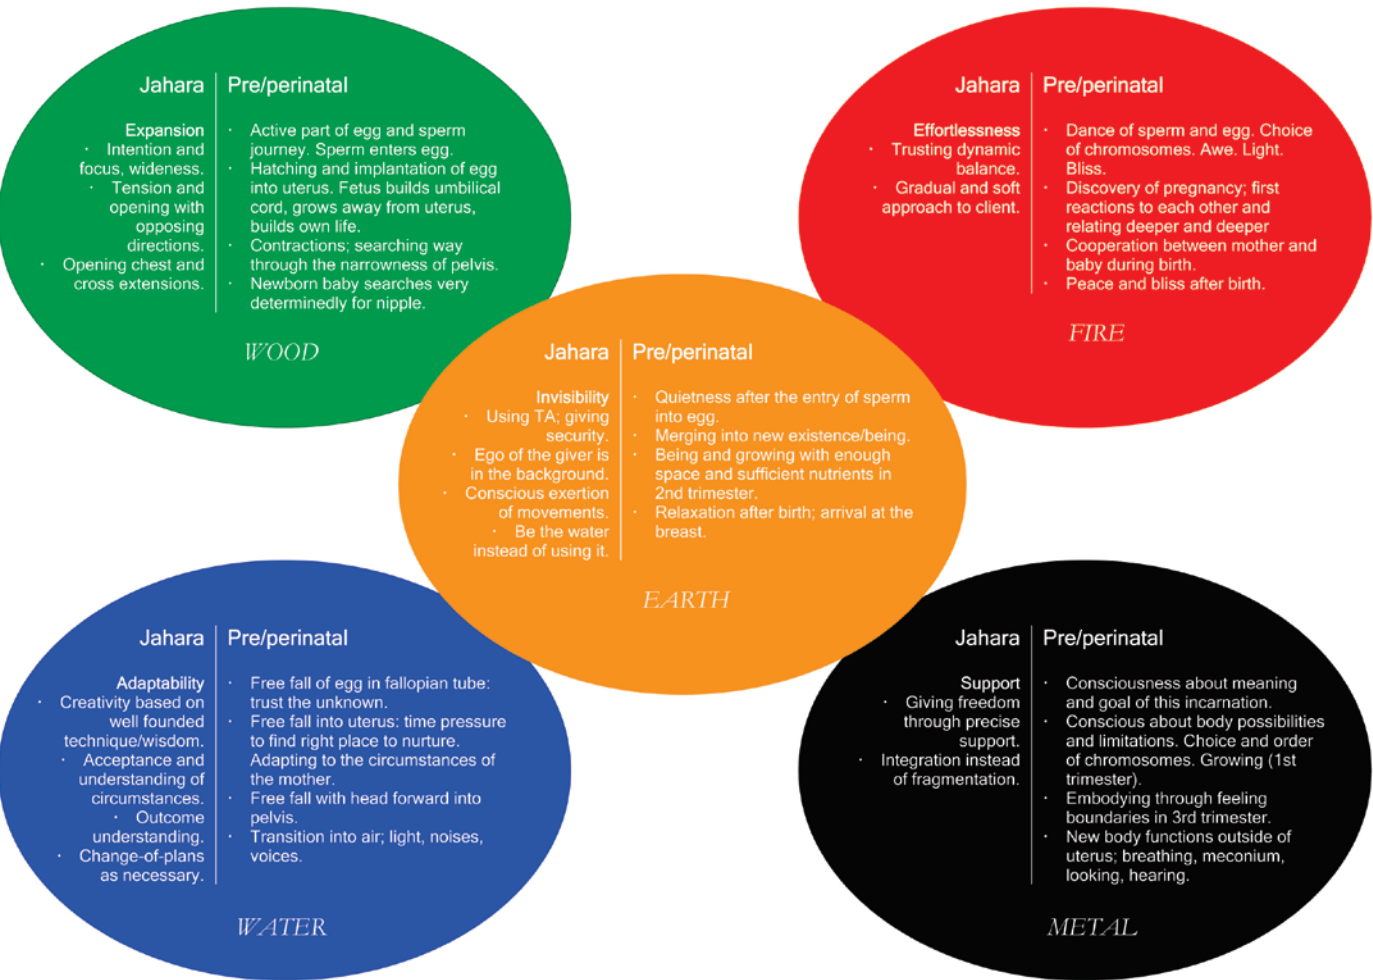 Jahara
Pre/perinatal
Expansion
· Intention and
focus, wideness.
· Tension and
opening with
opposing
directions.
· Opening chest and
cross extensions.
· Active part of egg and sperm
journey. Sperm enters egg.
· Hatching and implantation of egg
into uterus. Fetus builds umbilical
cord, grows away from uterus,
builds own life.
· Contractions; searching way
through the narrowness of pelvis.
· Newborn baby searches very
determinedly for nipple.
WOOD
Jahara
Pre/perinatal
Effortlessness
· Trusting dynamic
balance.
· Gradual and soft
approach to client.
· Dance of sperm and egg. Choice
of chromosomes. Awe. Light.
Bliss.
· Discovery of pregnancy; first
reactions to each other and
relating deeper and deeper
· Cooperation between mother and
baby during birth.
· Peace and bliss after birth.
FIRE
Jahara
Pre/perinatal
Invisibility
· Using TA; giving
security.
· Ego of the giver is
in the background.
· Conscious exertion
of movements.
· Be the water
instead of using it.
· Quietness after the entry of sperm
into egg.
· Merging into new existence/being.
· Being and growing with enough
space and sufficient nutrients in
2nd trimester.
· Relaxation after birth; arrival at the
breast.
EARTH
Jahara
Pre/perinatal
Adaptability
· Creativity based on
well founded
technique/wisdom.
· Acceptance and
understanding of
circumstances.
· Outcome
understanding.
· Change-of-plans
as necessary.
· Free fall of egg in fallopian tube:
trust the unknown.
· Free fall into uterus: time pressure
to find right place to nurture.
Adapting to the circumstances of
the mother.
· Free fall with head forward into
pelvis.
· Transition into air; light, noises,
voices.
WATER
Jahara
Pre/perinatal
Support
· Giving freedom
through precise
support.
· Integration instead
of fragmentation.
· Consciousness about meaning
and goal of this incarnation.
· Conscious about body possibilities
and limitations. Choice and order
of chromosomes. Growing (1st
trimester).
· Embodying through feeling
boundaries in 3rd trimester.
· New body functions outside of
uterus; breathing, meconium,
looking, hearing.
METAL